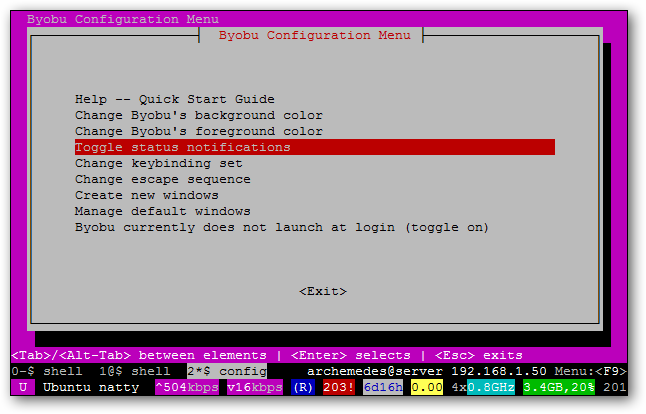 Byobu Configuration Menu
Byobu Configuration Menu
Help -- Quick Start Guide
Change Byobu's background color
Change Byobu's foreground color
Toggle status notifications
Change keybinding set
Change escape sequence
Create new windows
Manage default windows
Byobu currently does not launch at login (toggle on)
<Exit>
<Tab>/<Alt-Tab> between elements | <Enter> selects | <Esc> exits
0-$ shell 1@$ shell 2*$ config archemedes@server 192.168.1.50 Menu:<F9>
U Ubuntu natty ^504kbps v16kbps (R) 203! 6d16h 0.00 4x0.8GHz 3.4GB,20% 201